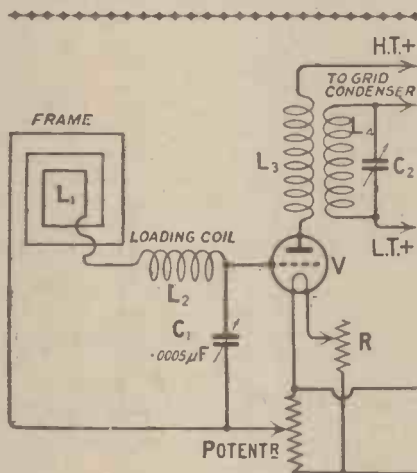 H.T.+
TO GRID
CONDENSER
FRAME
L₁
L₃
L₄
C₂
LOADING COIL
L₂
V
L.T.+
C₁
.0005μF
R
POTENTR